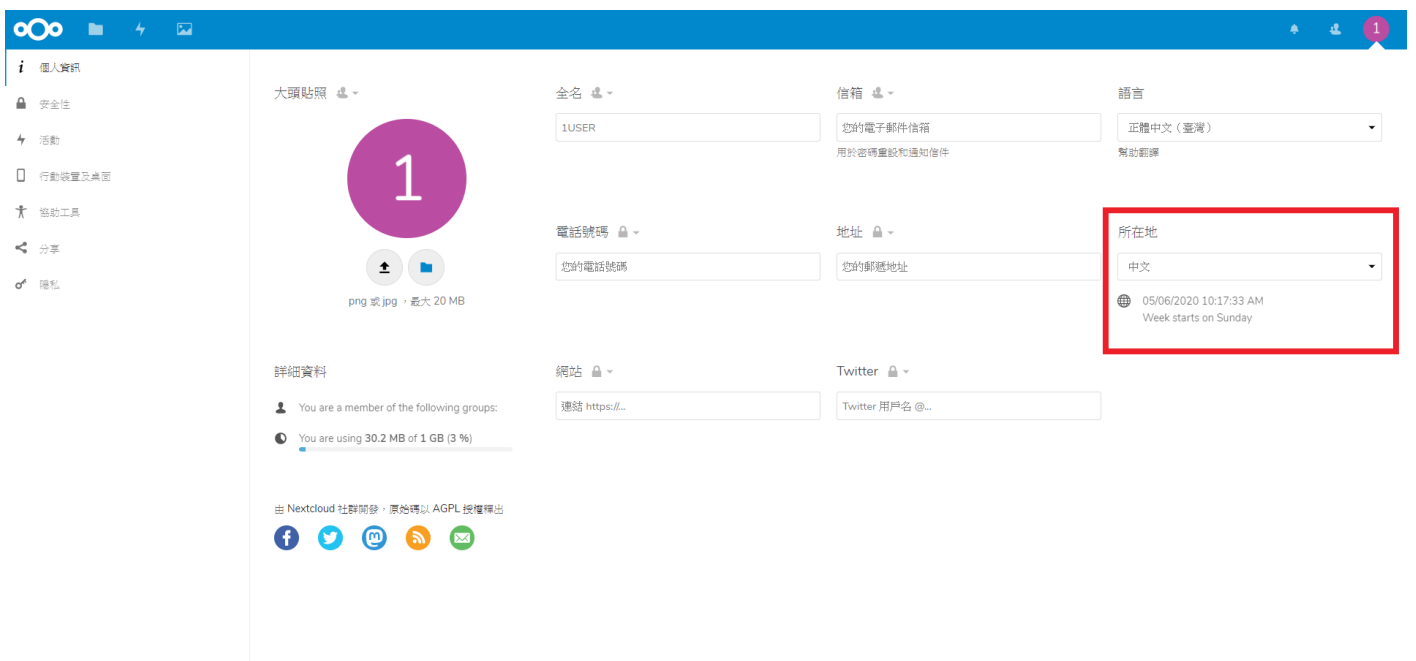 1
個人資訊
安全性
活動
行動裝置及桌面
協助工具
分享
隱私
大頭貼照
1
png 或 jpg ，最大 20 MB
全名
1USER
信箱
您的電子郵件信箱
用於密碼重設和通知信件
語言
正體中文（臺灣）
幫助翻譯
電話號碼
您的電話號碼
地址
您的郵遞地址
所在地
中文
05/06/2020 10:17:33 AM
Week starts on Sunday
詳細資料
You are a member of the following groups:
You are using 30.2 MB of 1 GB (3 %)
網站
連結 https://...
Twitter
Twitter 用戶名 @...
由 Nextcloud 社群開發，原始碼以 AGPL 授權釋出